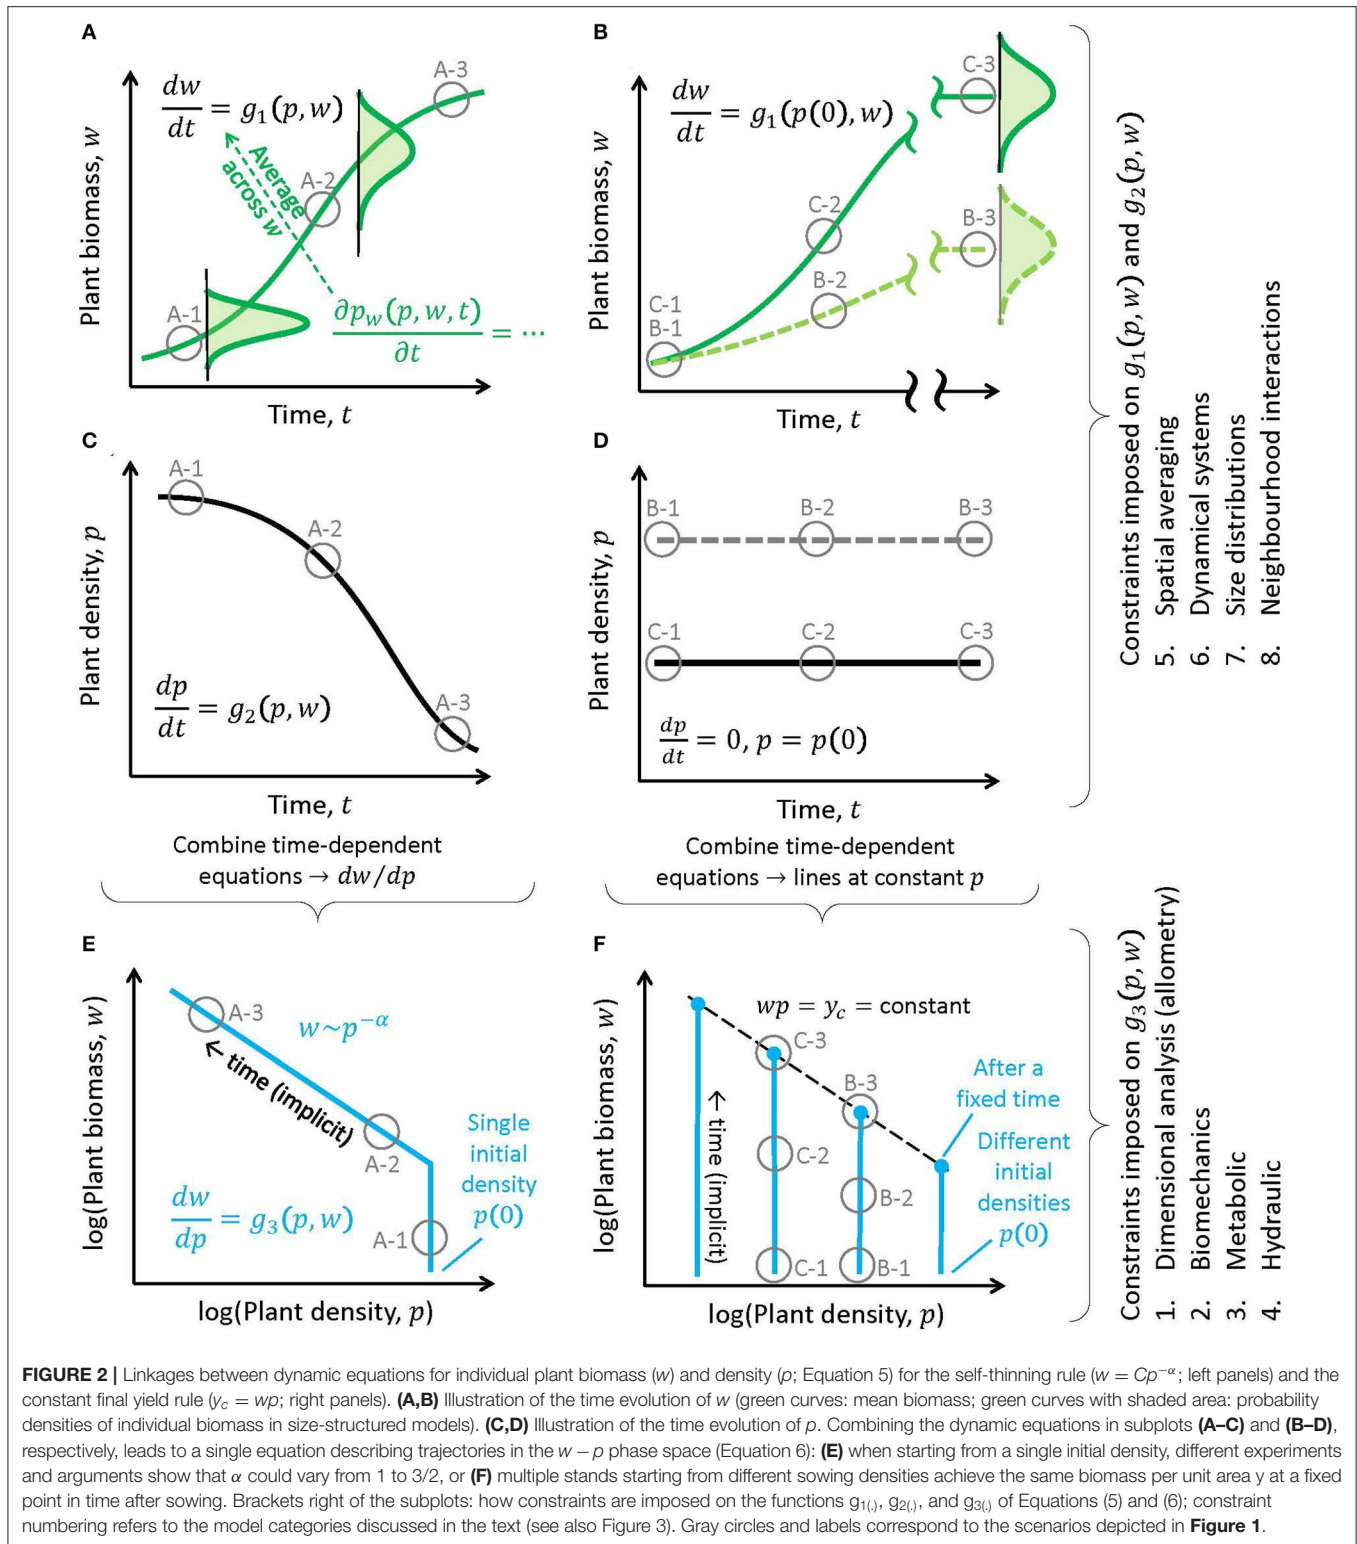 A
Plant biomass, w
dw/dt = g₁(p, w)
Average
across w
A-1
A-2
A-3
∂p_w(p, w, t)/∂t = ⋯
Time, t
B
Plant biomass, w
dw/dt = g₁(p(0), w)
C-1
B-1
C-2
B-2
C-3
B-3
Time, t
C
Plant density, p
A-1
A-2
A-3
dp/dt = g₂(p, w)
Time, t
D
Plant density, p
B-1
B-2
B-3
C-1
C-2
C-3
dp/dt = 0, p = p(0)
Time, t
Constraints imposed on g₁(p, w) and g₂(p, w)
5. Spatial averaging
6. Dynamical systems
7. Size distributions
8. Neighbourhood interactions
Combine time-dependent
equations → dw/dp
Combine time-dependent
equations → lines at constant p
E
log(Plant biomass, w)
A-3
w~p^−α
← time (implicit)
A-2
Single
initial
density
p(0)
dw/dp = g₃(p, w)
A-1
log(Plant density, p)
F
log(Plant biomass, w)
wp = y_c = constant
C-3
B-3
After a
fixed time
← time (implicit)
C-2
B-2
Different
initial
densities
p(0)
C-1
B-1
log(Plant density, p)
Constraints imposed on g₃(p, w)
1. Dimensional analysis (allometry)
2. Biomechanics
3. Metabolic
4. Hydraulic
FIGURE 2 | Linkages between dynamic equations for individual plant biomass (w) and density (p; Equation 5) for the self-thinning rule (w = Cp^−α; left panels) and the
constant final yield rule (y_c = wp; right panels). (A,B) Illustration of the time evolution of w (green curves: mean biomass; green curves with shaded area: probability
densities of individual biomass in size-structured models). (C,D) Illustration of the time evolution of p. Combining the dynamic equations in subplots (A–C) and (B–D),
respectively, leads to a single equation describing trajectories in the w − p phase space (Equation 6): (E) when starting from a single initial density, different experiments
and arguments show that α could vary from 1 to 3/2, or (F) multiple stands starting from different sowing densities achieve the same biomass per unit area y at a fixed
point in time after sowing. Brackets right of the subplots: how constraints are imposed on the functions g₁₍.₎, g₂₍.₎, and g₃₍.₎ of Equations (5) and (6); constraint
numbering refers to the model categories discussed in the text (see also Figure 3). Gray circles and labels correspond to the scenarios depicted in Figure 1.